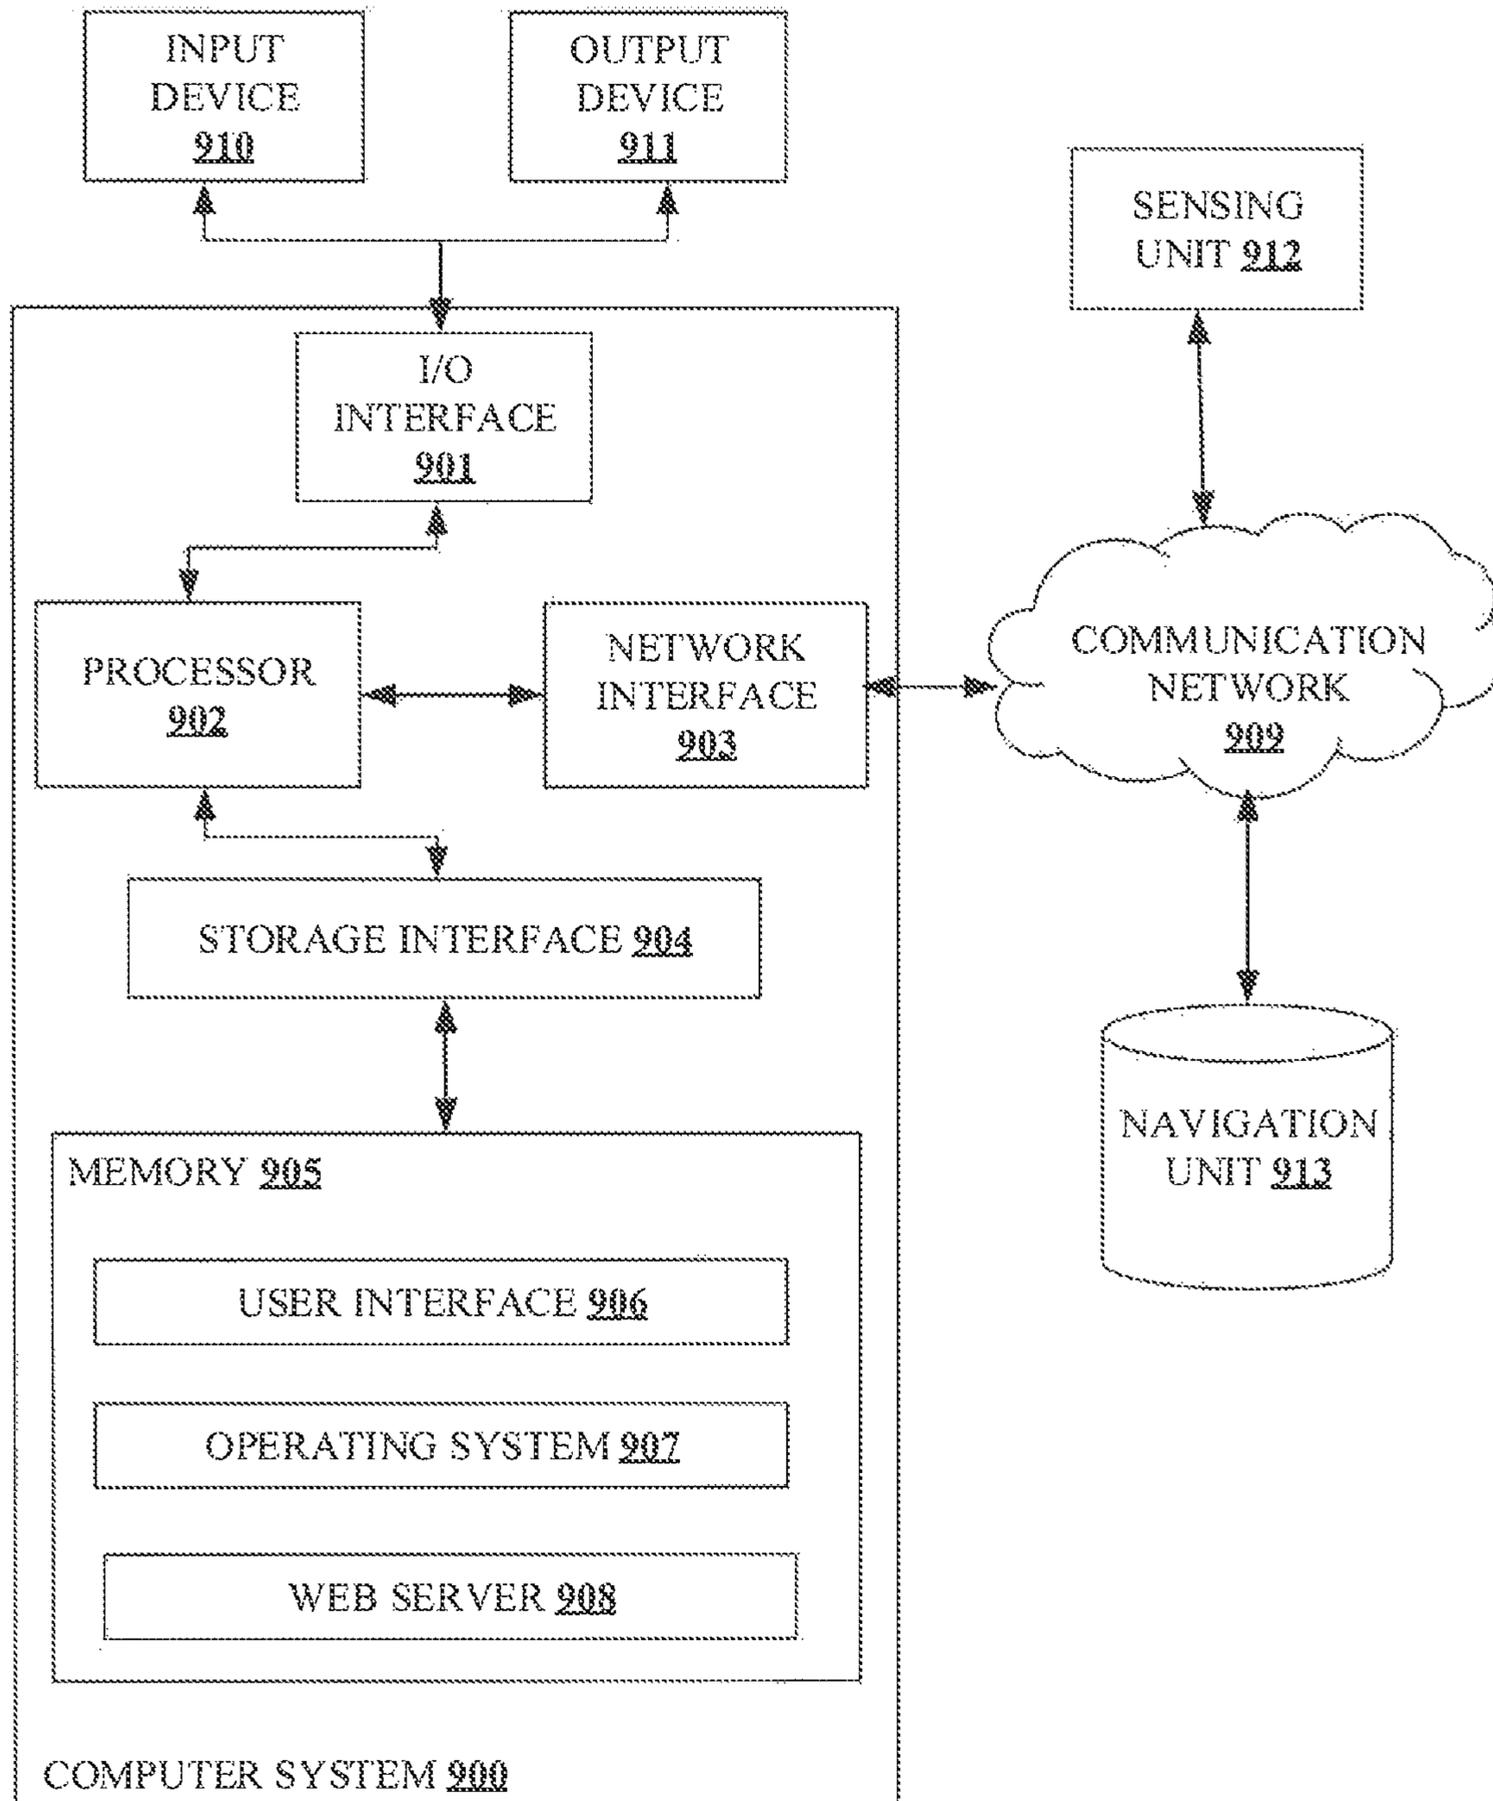 INPUT
DEVICE
910
OUTPUT
DEVICE
911
SENSING
UNIT 912
I/O
INTERFACE
901
PROCESSOR
902
NETWORK
INTERFACE
903
COMMUNICATION
NETWORK
909
STORAGE INTERFACE 904
NAVIGATION
UNIT 913
MEMORY 905
USER INTERFACE 906
OPERATING SYSTEM 907
WEB SERVER 908
COMPUTER SYSTEM 900